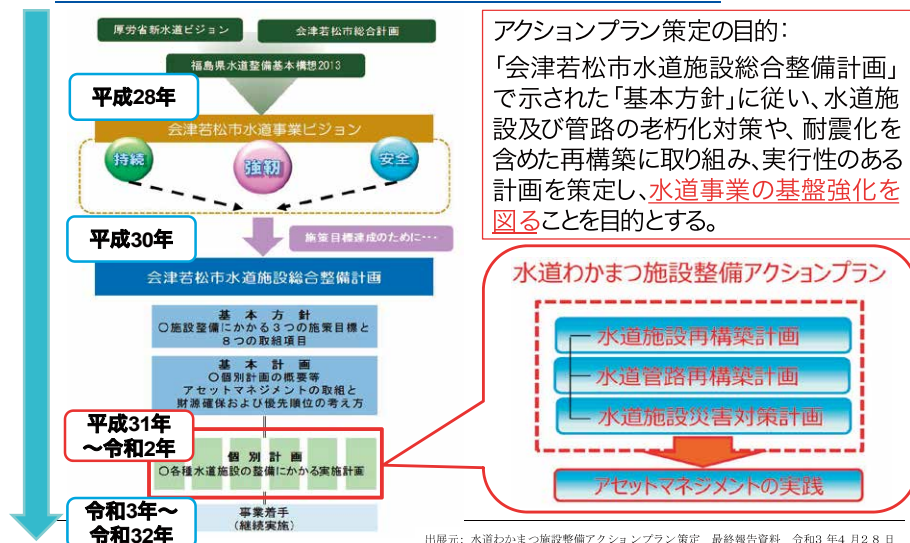 厚労省新水道ビジョン
会津若松市総合計画
福島県水道整備基本構想2013
平成28年
会津若松市水道事業ビジョン
持続
強靭
安全
平成30年
施策目標達成のために･･･
会津若松市水道施設総合整備計画
基本方針
〇施設整備にかかる３つの施策目標と
８つの取組項目
基本計画
〇個別計画の概要等
アセットマネジメントの取組と
財源確保および優先順位の考え方
平成31年
～令和2年
個別計画
〇各種水道施設の整備にかかる実施計画
令和3年～
令和32年
事業着手
(継続実施)
アクションプラン策定の目的：
「会津若松市水道施設総合整備計画」
で示された「基本方針」に従い、水道施
設及び管路の老朽化対策や、耐震化を
含めた再構築に取り組み、実行性のある
計画を策定し、水道事業の基盤強化を
図ることを目的とする。
水道わかまつ施設整備アクションプラン
水道施設再構築計画
水道管路再構築計画
水道施設災害対策計画
アセットマネジメントの実践
出展元：水道わかまつ施設整備アクションプラン策定　最終報告資料　令和3 年4 月2 8 日